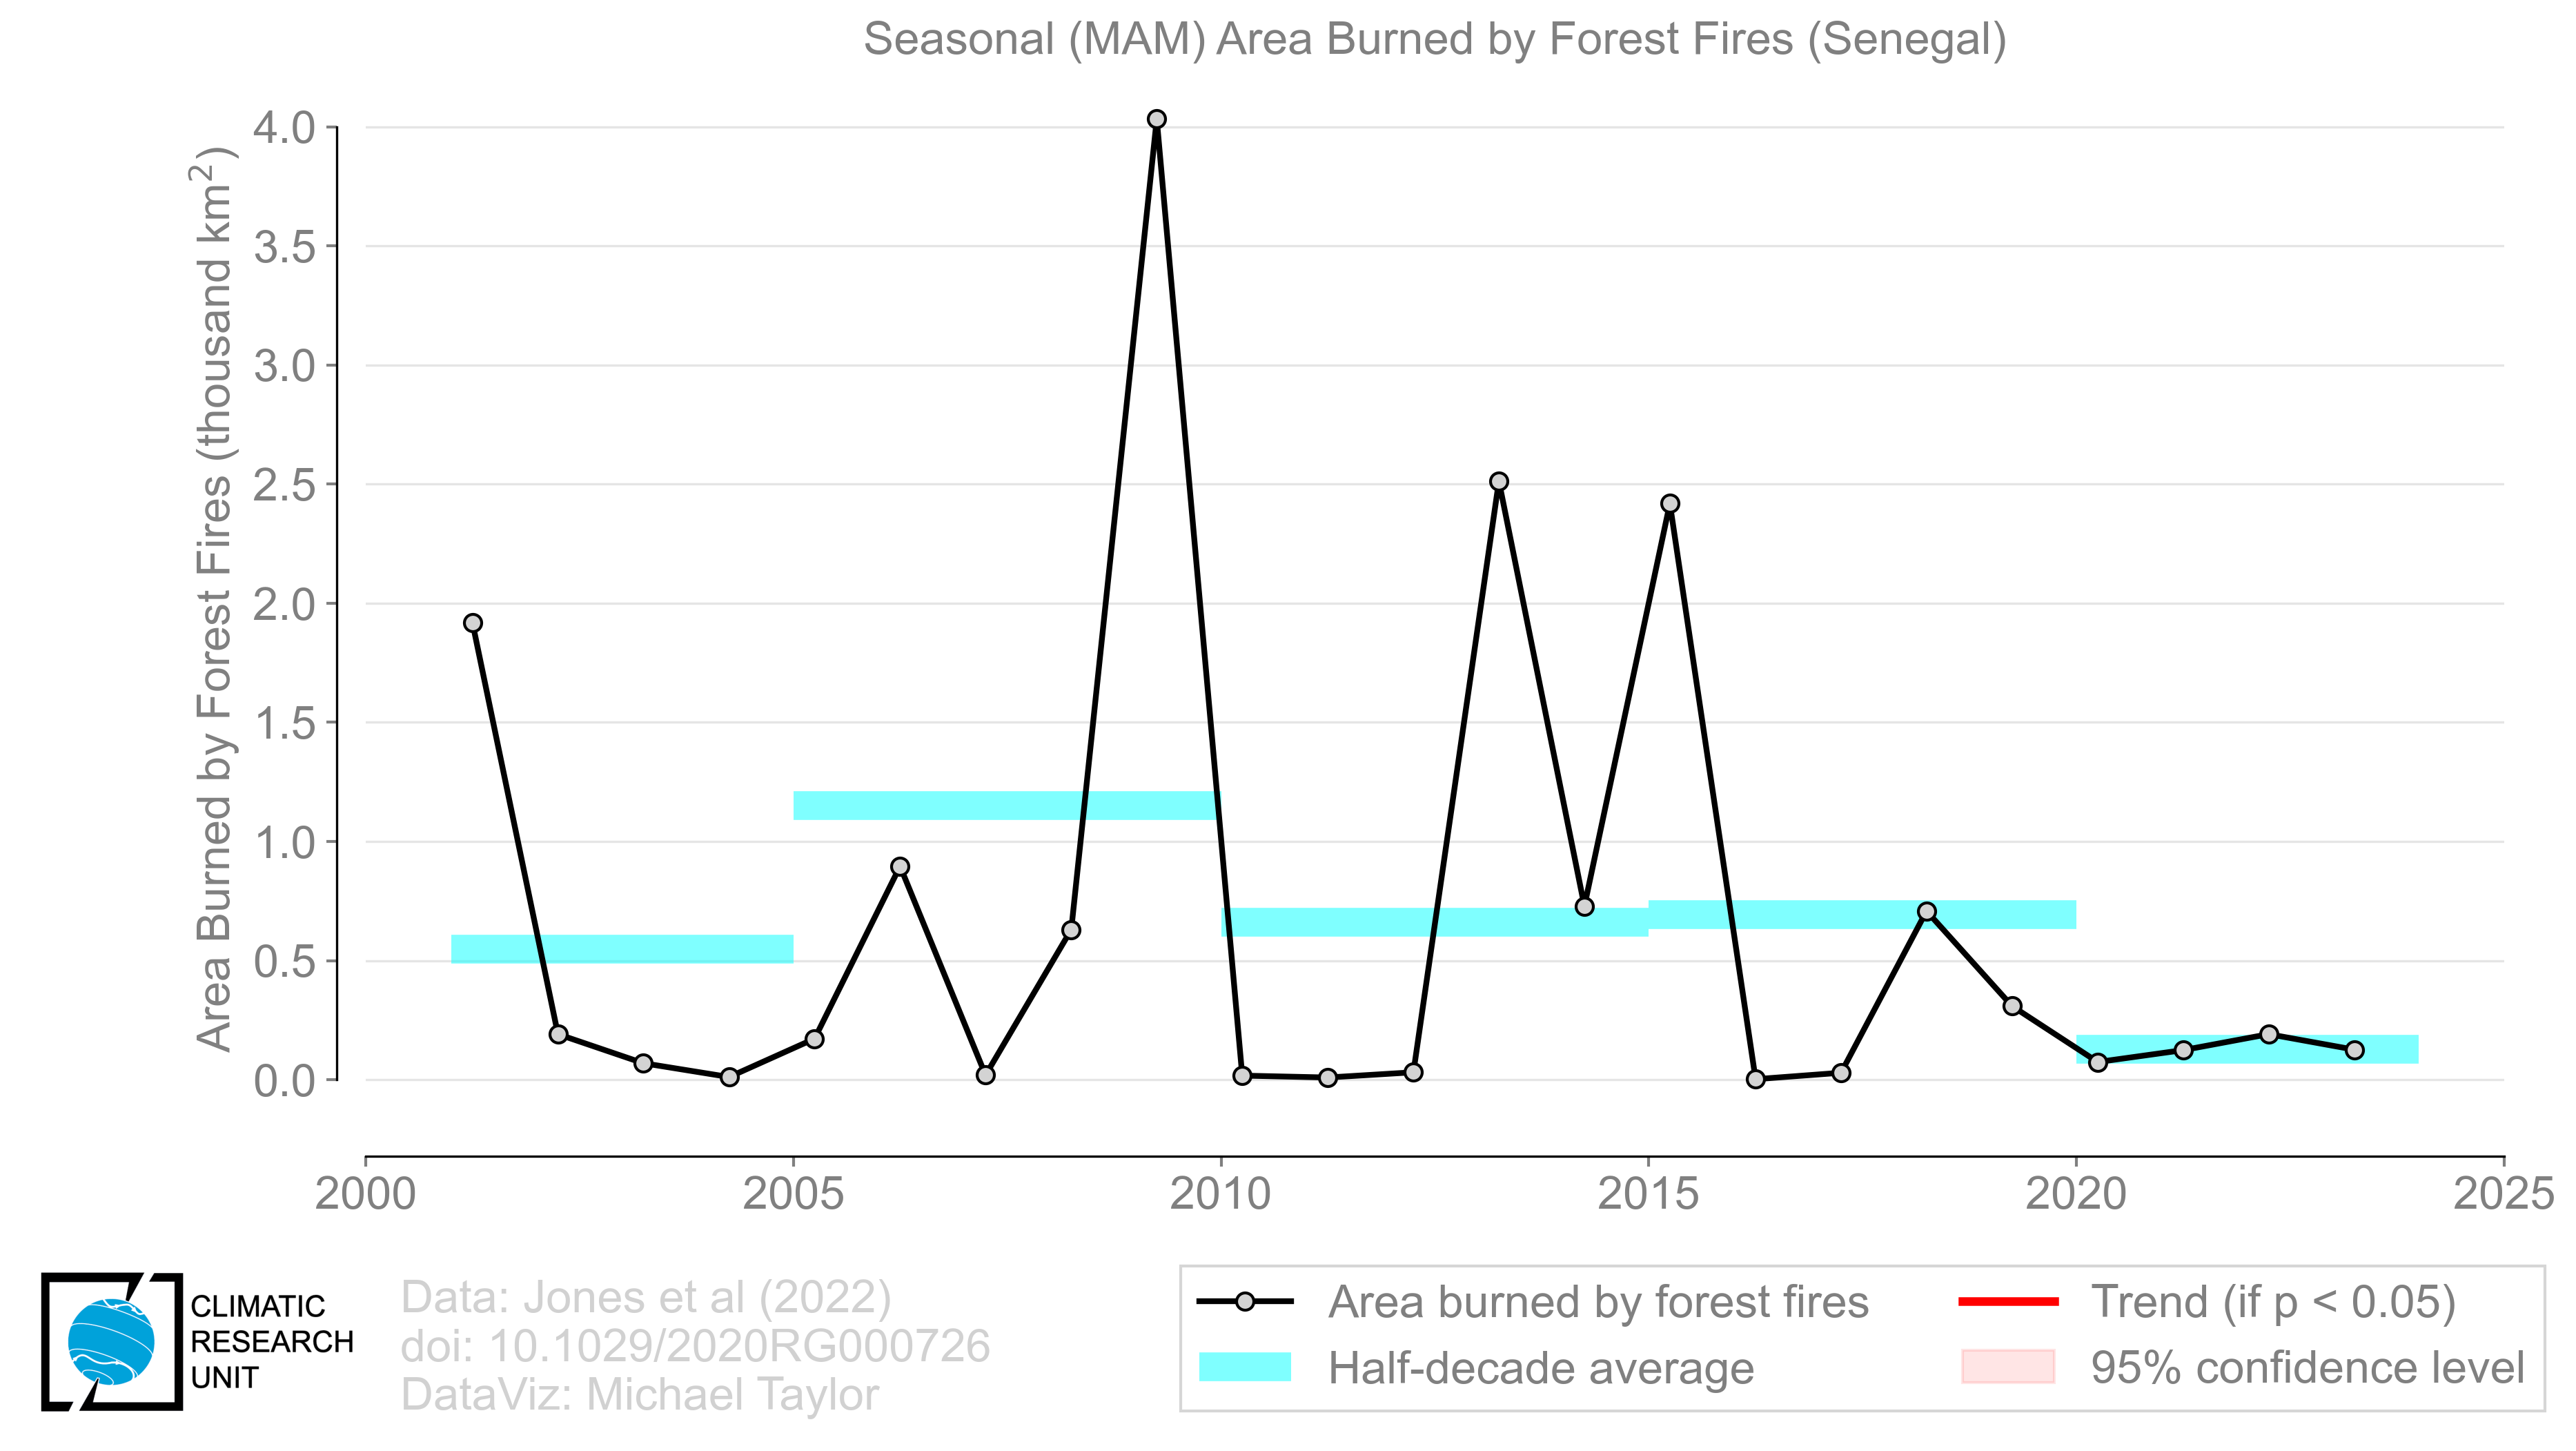 Seasonal (MAM) Area Burned by Forest Fires (Senegal)
Area Burned by Forest Fires (thousand km²)
4.0
3.5
3.0
2.5
2.0
1.5
1.0
0.5
0.0
2000 2005 2010 2015 2020 2025
CLIMATIC
RESEARCH
UNIT
Data: Jones et al (2022)
doi: 10.1029/2020RG000726
DataViz: Michael Taylor
Area burned by forest fires
Half-decade average
Trend (if p < 0.05)
95% confidence level